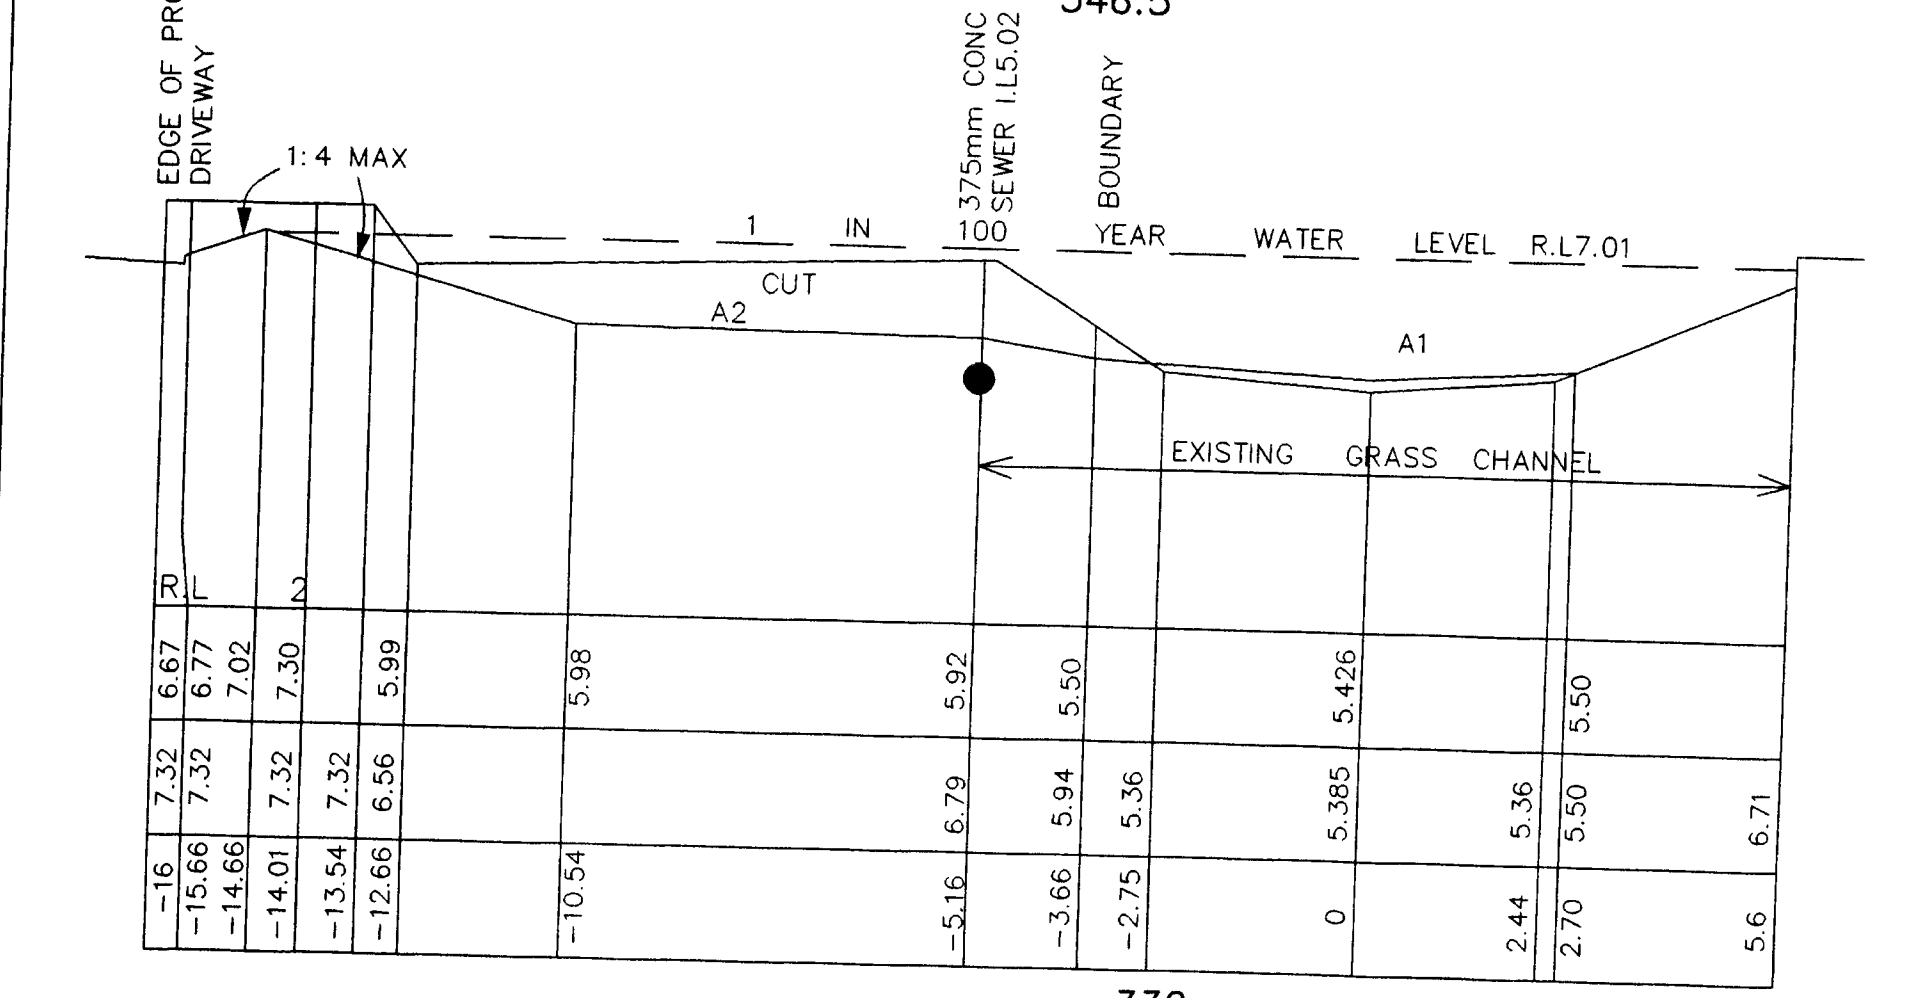 EDGE OF
DRIVEWAY
1:4 MAX
375mm CONC
SEWER I.L5.02
BOUNDARY
1 IN 100 YEAR WATER LEVEL R.L7.01
CUT
A2
A1
EXISTING GRASS CHANNEL
R.L 2
6.67 6.77 7.02 7.30 5.99 5.98 5.92 5.50 5.426 5.50
7.32 7.32 7.32 7.32 6.56 6.79 5.94 5.36 5.385 5.36 5.50 6.71
-16 -15.66 -14.66 -14.01 -13.54 -12.66 -10.54 -5.16 -3.66 -2.75 0 2.44 2.70 5.6